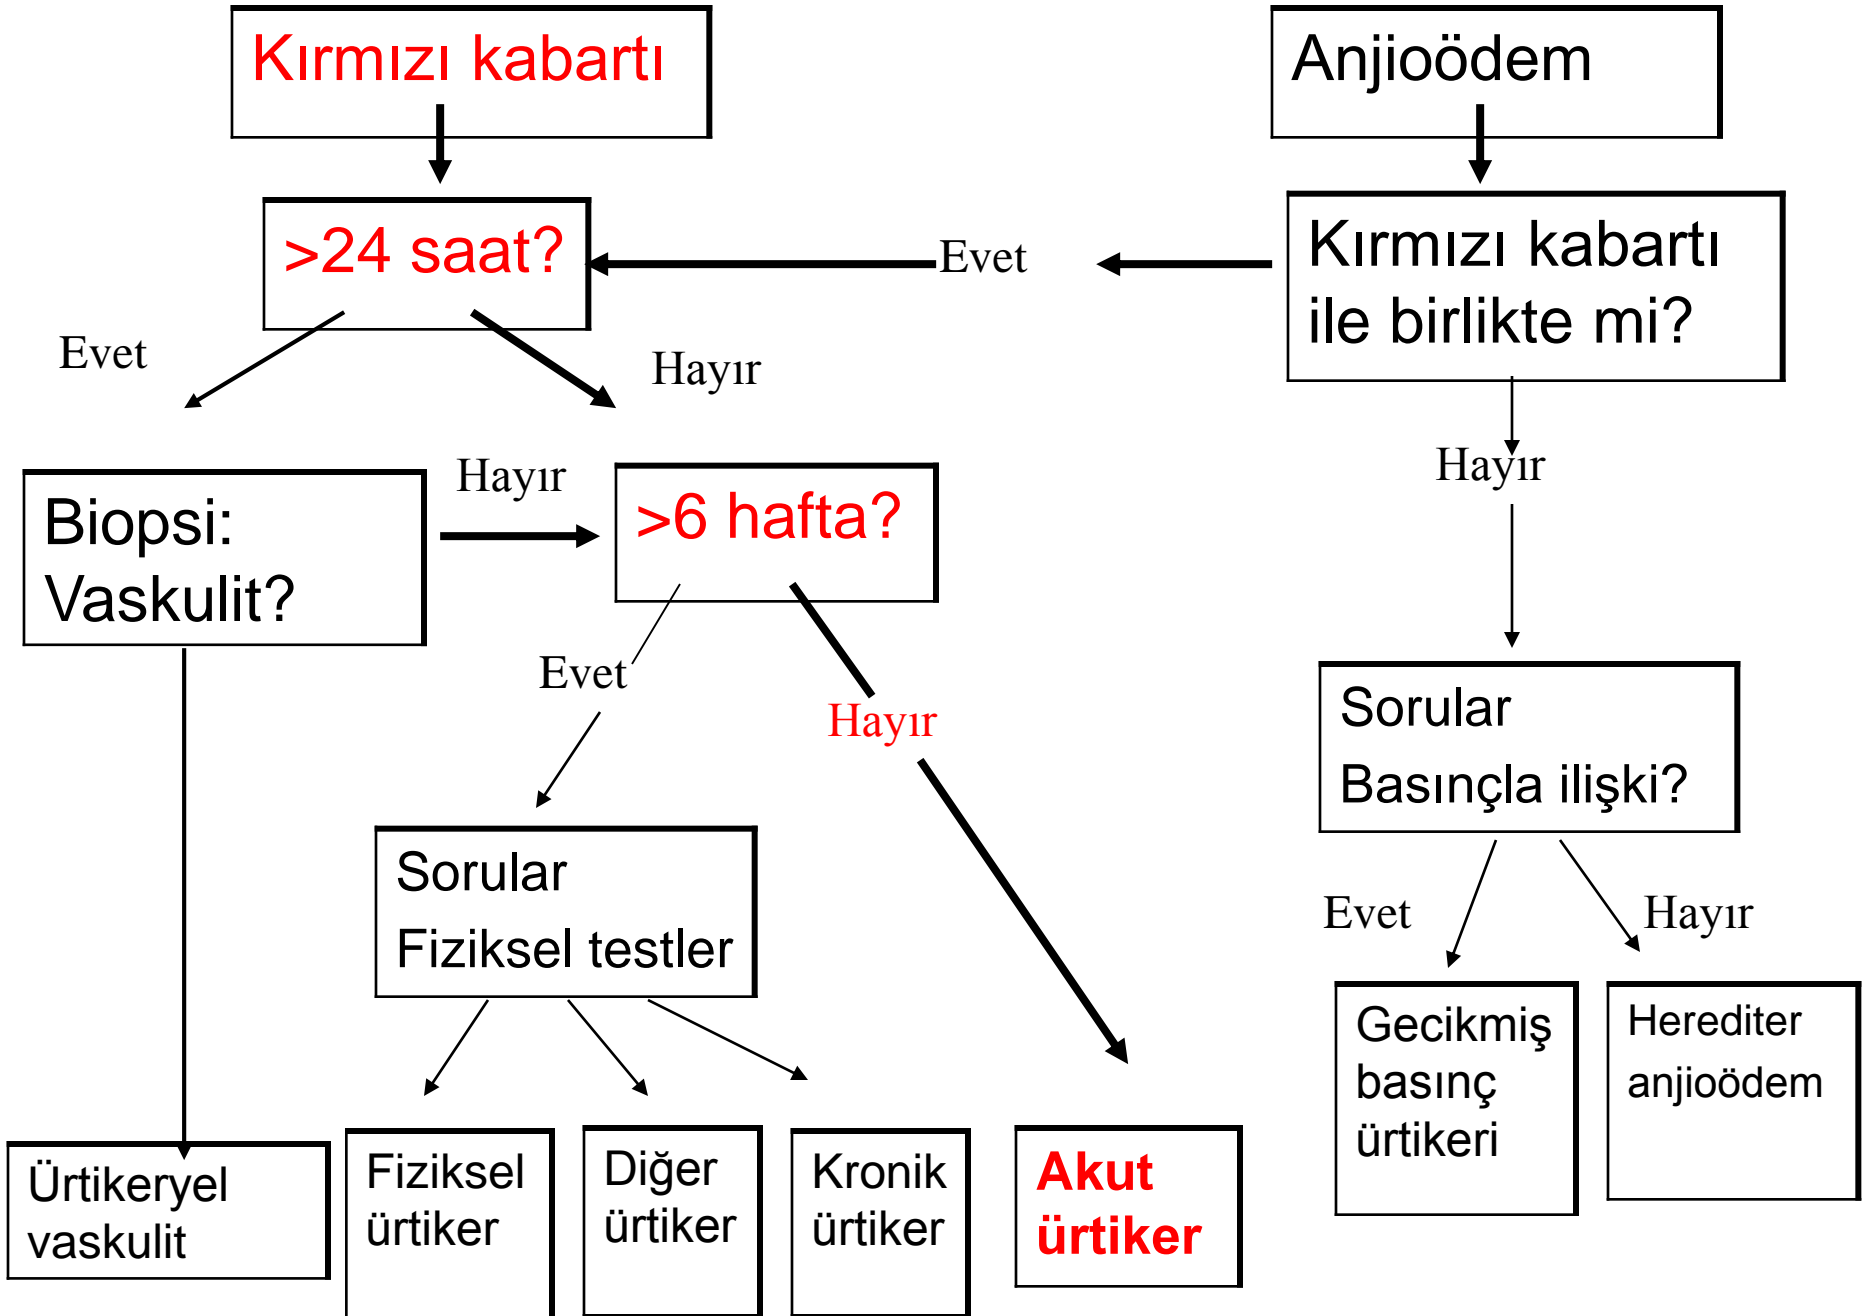 Kırmızı kabartı
Anjioödem
>24 saat?
Evet
Kırmızı kabartı
ile birlikte mi?
Evet
Hayır
Hayır
Biopsi:
Vaskulit?
Hayır
>6 hafta?
Evet
Hayır
Sorular
Basınçla ilişki?
Sorular
Fiziksel testler
Evet
Hayır
Gecikmiş
basınç
ürtikeri
Herediter
anjioödem
Ürtikeryel
vaskulit
Fiziksel
ürtiker
Diğer
ürtiker
Kronik
ürtiker
Akut
ürtiker